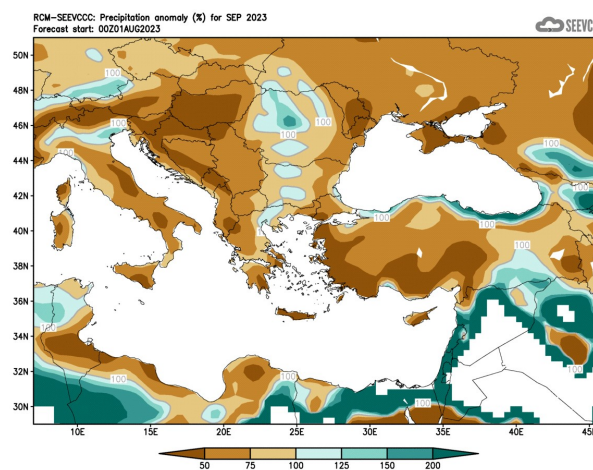 RCM-SEEVCCC: Precipitation anomaly (%) for SEP 2023
Forecast start: 00Z01AUG2023
SEEVC
50N
100
48N
100
46N
100
100
44N
100
100
42N
100
100
100
40N
100
100
38N
36N
100
34N
100
32N
100
100
100
30N
10E
15E
20E
25E
30E
35E
40E
45E
50
75
100
125
150
200